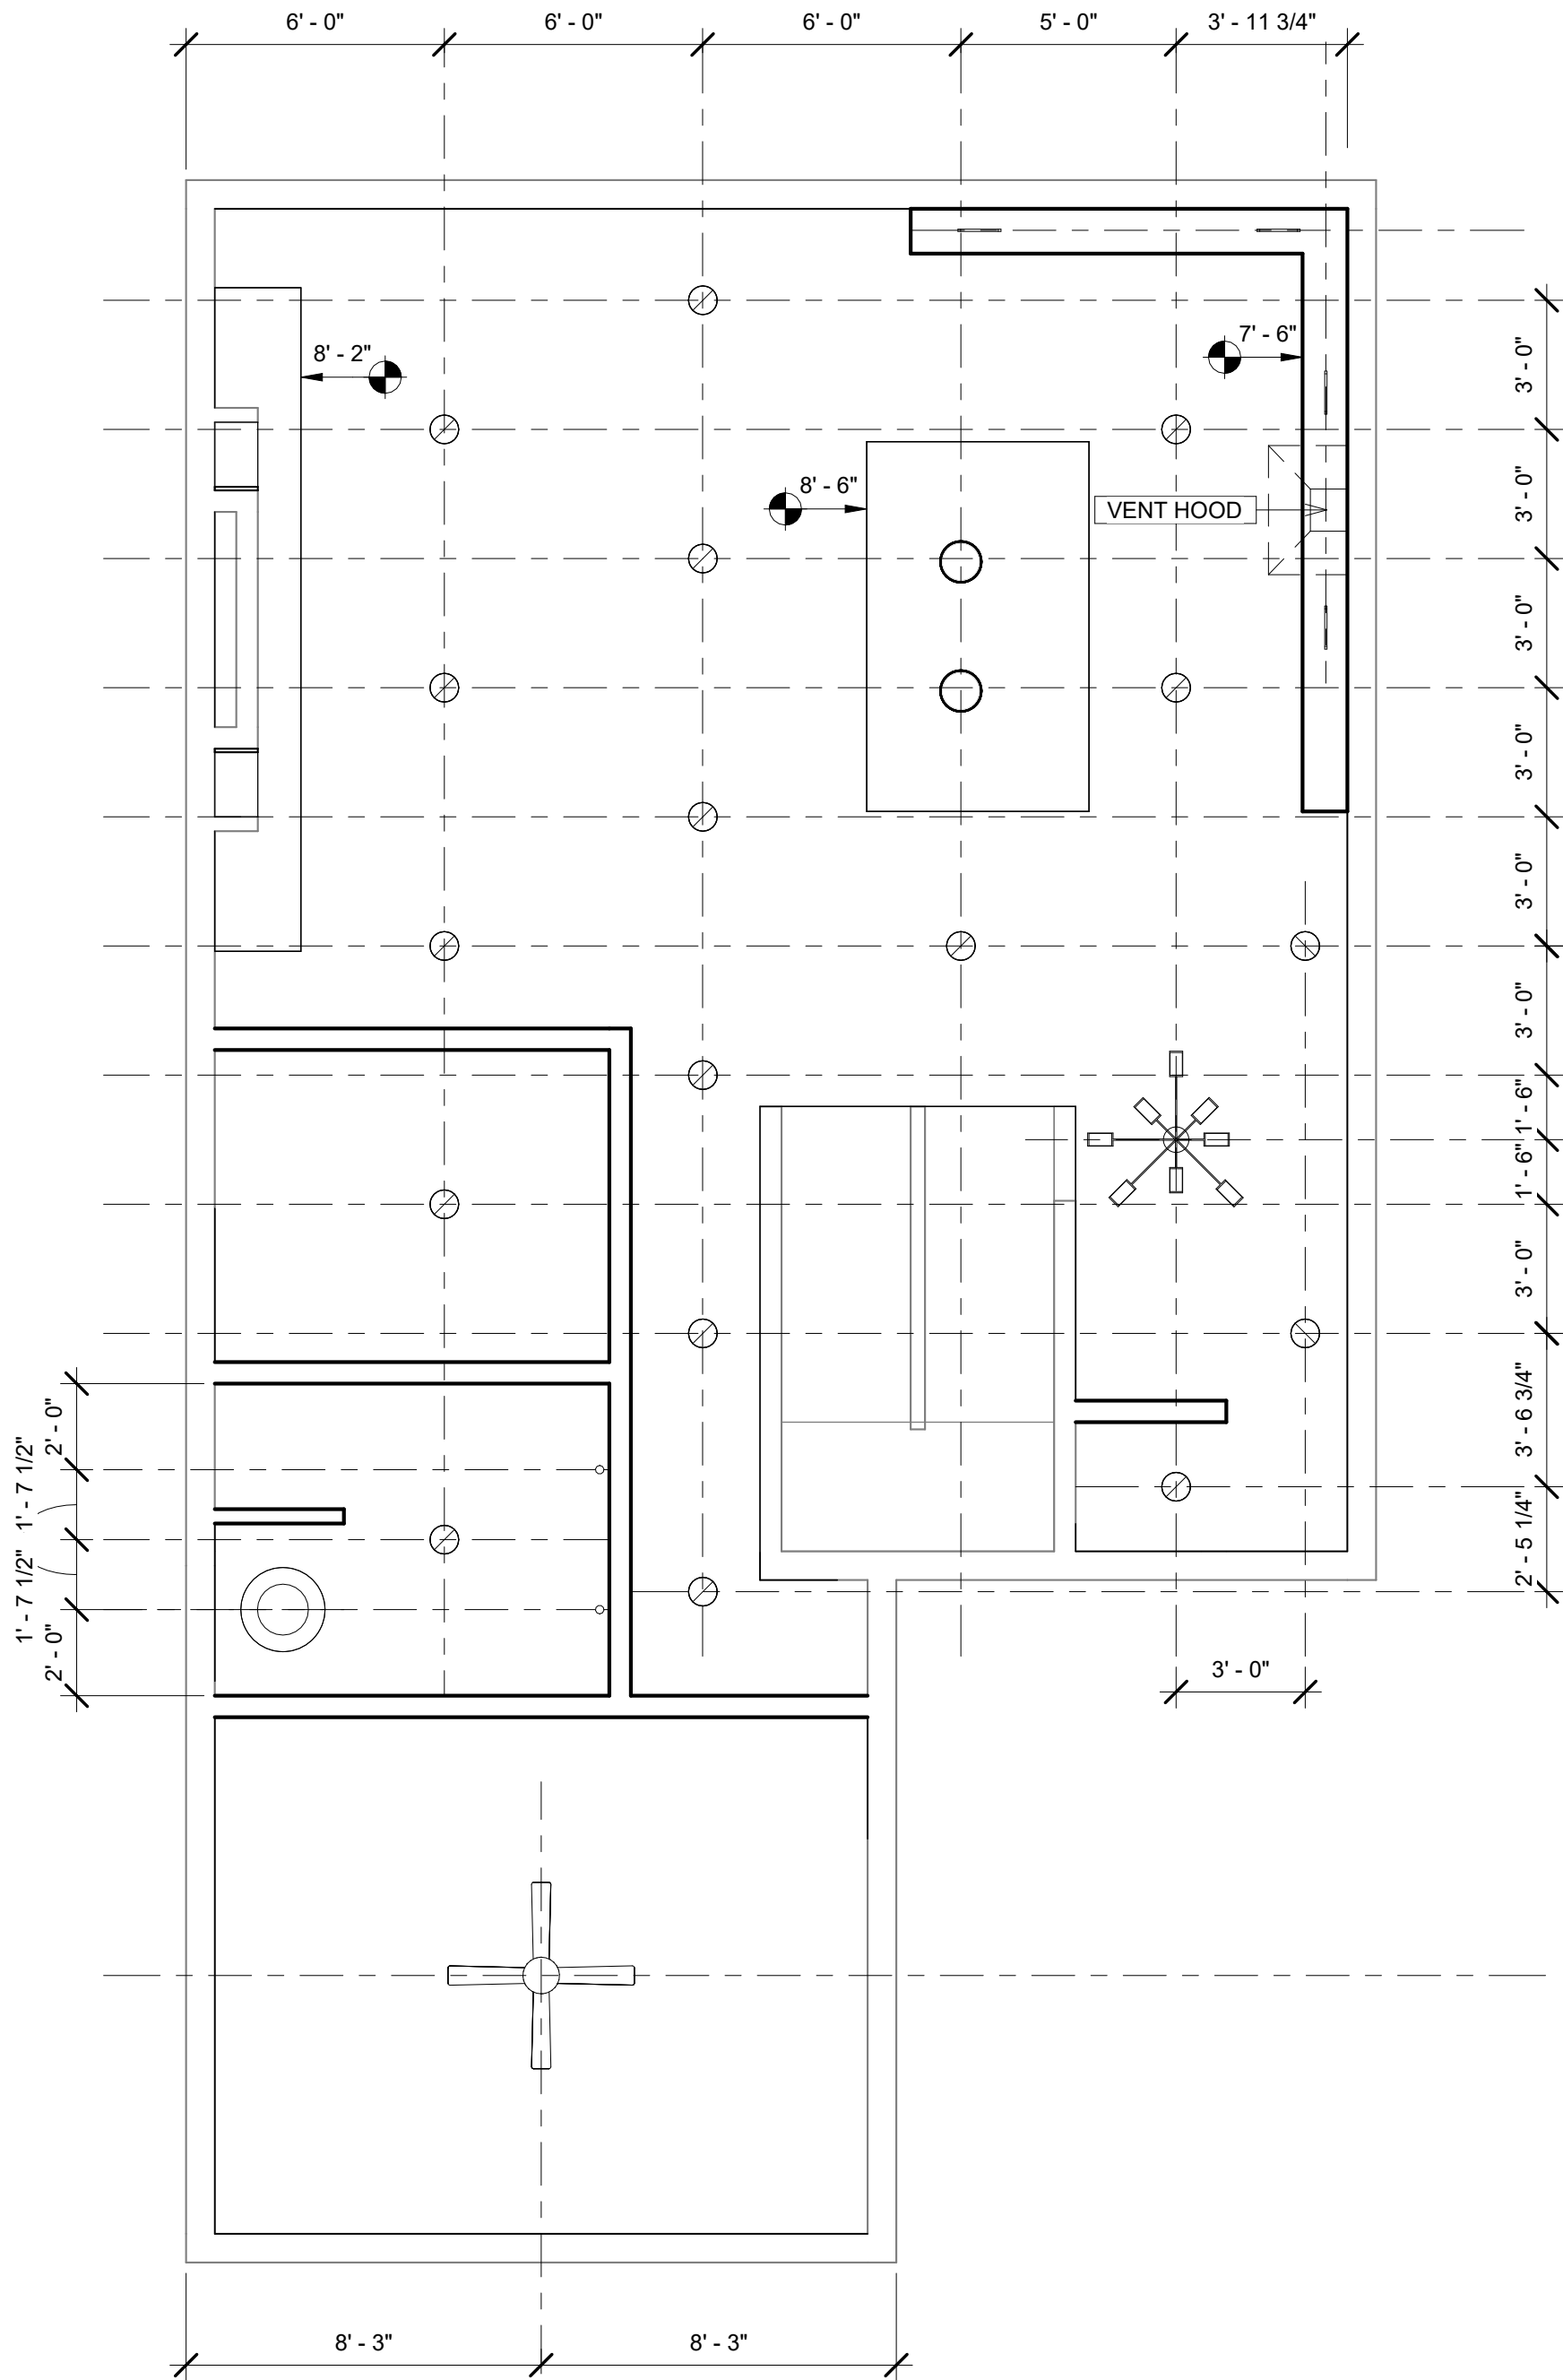 6' - 0"
6' - 0"
6' - 0"
5' - 0"
3' - 11 3/4"
8' - 2"
7' - 6"
8' - 6"
VENT HOOD
3' - 0"
3' - 0"
3' - 0"
3' - 0"
3' - 0"
3' - 0"
1' - 6"
1' - 6"
3' - 0"
3' - 6 3/4"
2' - 5 1/4"
2' - 0"
1' - 7 1/2"
1' - 7 1/2"
2' - 0"
3' - 0"
8' - 3"
8' - 3"